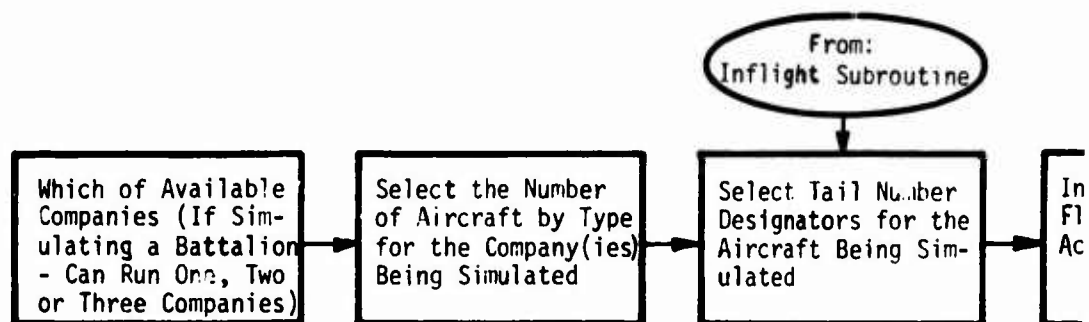 From:
Inflight Subroutine
Which of Available
Companies (If Sim-
ulating a Battalion
- Can Run One, Two
or Three Companies)
Select the Number
of Aircraft by Type
for the Company(ies)
Being Simulated
Select Tail Number
Designators for the
Aircraft Being Sim-
ulated
In
Fl
Ac